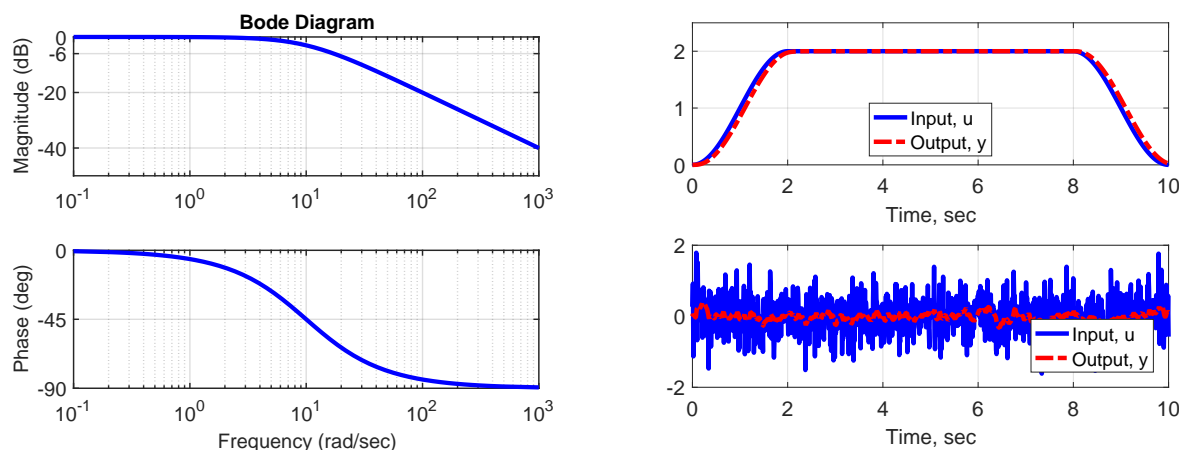 Bode Diagram
Magnitude (dB)
0
-6
-20
-40
10^-1 10^0 10^1 10^2 10^3
Phase (deg)
0
-45
-90
10^-1 10^0 10^1 10^2 10^3
Frequency (rad/sec)
2
1
0
Input, u
Output, y
0 2 4 6 8 10
Time, sec
2
0
-2
Input, u
Output, y
0 2 4 6 8 10
Time, sec